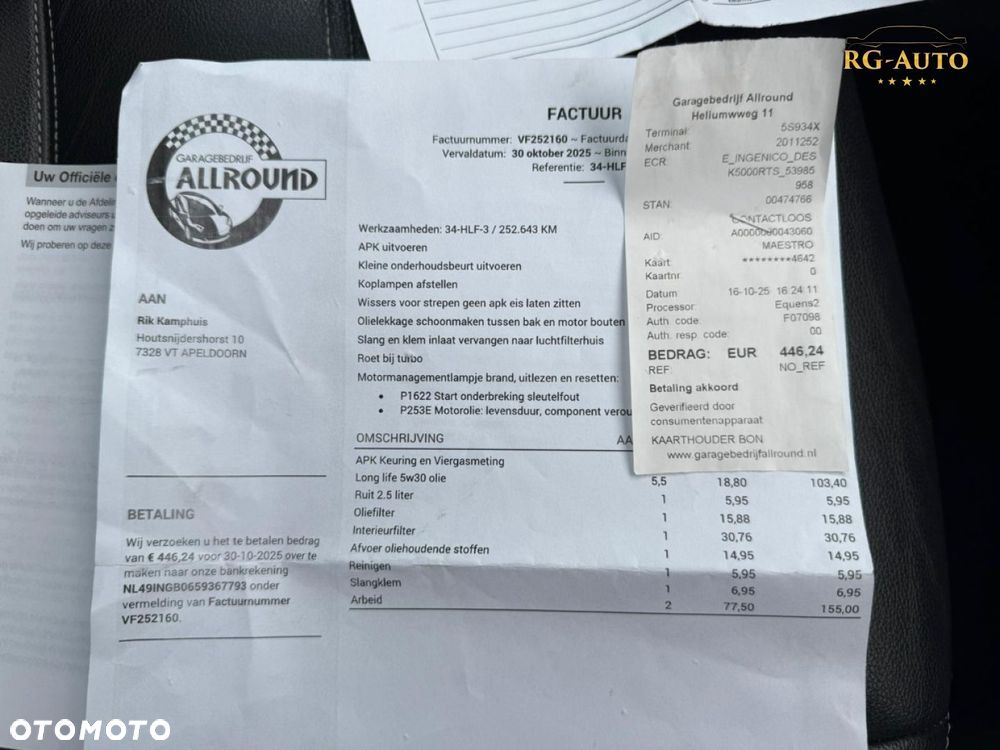 RG-AUTO
Uw Officiële
Wanneer u de Afdelin
opgeleide adviseurs u
doen om uw vragen z
Wij proberen op deze
GARAGEBEDRIJF
ALLROUND
AAN
Rik Kamphuis
Houtsnijdershorst 10
7328 VT APELDOORN
BETALING
Wij verzoeken u het te betalen bedrag
van € 446,24 voor 30-10-2025 over te
maken naar onze bankrekening
NL49INGB0659367793 onder
vermelding van Factuurnummer
VF252160.
FACTUUR
Factuurnummer: VF252160 ~ Factuurda
Vervaldatum: 30 oktober 2025 ~ Binn
Referentie: 34-HLF
Werkzaamheden: 34-HLF-3 / 252.643 KM
APK uitvoeren
Kleine onderhoudsbeurt uitvoeren
Koplampen afstellen
Wissers voor strepen geen apk eis laten zitten
Olielekkage schoonmaken tussen bak en motor bouten
Slang en klem inlaat vervangen naar luchtfilterhuis
Roet bij turbo
Motormanagementlampje brand, uitlezen en resetten:
• P1622 Start onderbreking sleutelfout
• P253E Motorolie: levensduur, component verou
OMSCHRIJVING AA
APK Keuring en Viergasmeting
Long life 5w30 olie 5,5 18,80 103,40
Ruit 2.5 liter 1 5,95 5,95
Oliefilter 1 15,88 15,88
Interieurfilter 1 30,76 30,76
Afvoer oliehoudende stoffen 1 14,95 14,95
Reinigen 1 5,95 5,95
Slangklem 1 6,95 6,95
Arbeid 2 77,50 155,00
Garagebedrijf Allround
Heliumwweg 11
Terminal: 5S934X
Merchant: 2011252
ECR: E_INGENICO_DES
K5000RTS_53985
958
STAN: 00474766
CONTACTLOOS
AID: A0000000043060
MAESTRO
Kaart: ********4642
Kaartnr: 0
Datum 16-10-25 16:24:11
Processor: Equens2
Auth. code: F07098
Auth. resp. code: 00
BEDRAG: EUR 446,24
REF: NO_REF
Betaling akkoord
Geverifieerd door
consumentenapparaat
KAARTHOUDER BON
www.garagebedrijfallround.nl
OTOMOTO